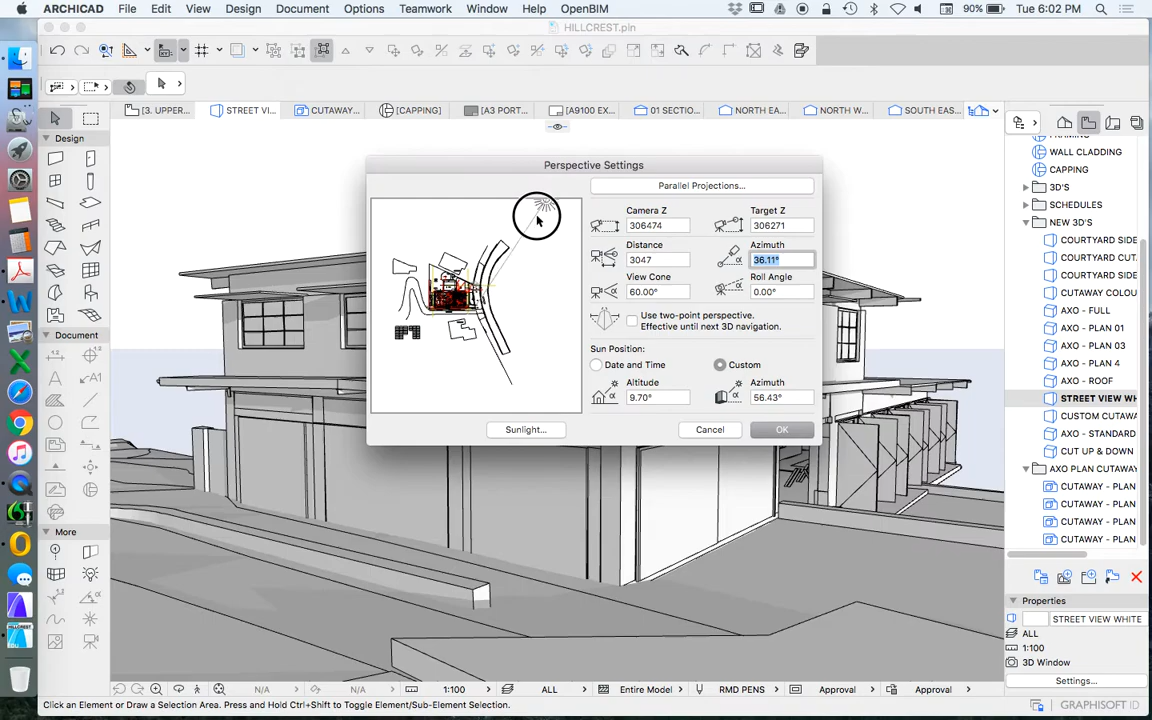 ARCHICAD File Edit View Design Document Options Teamwork Window Help OpenBIM 90% Tue 6:02 PM
HILLCREST.pln
[3. UPPER... STREET VI... CUTAWAY... [CAPPING] [A3 PORT... [A9100 EX... 01 SECTIO... NORTH EA... NORTH W... SOUTH EAS...
Design
Document
More
Perspective Settings
Parallel Projections...
Camera Z
306474
Target Z
306271
Distance
3047
Azimuth
36.11°
View Cone
60.00°
Roll Angle
0.00°
Use two-point perspective.
Effective until next 3D navigation.
Sun Position:
Date and Time
Custom
Altitude
9.70°
Azimuth
56.43°
Sunlight...
Cancel
OK
WALL CLADDING
CAPPING
3D'S
SCHEDULES
NEW 3D'S
COURTYARD SIDE
COURTYARD CUT
COURTYARD SIDE
CUTAWAY COLOU
AXO - FULL
AXO - PLAN 01
AXO - PLAN 03
AXO - PLAN 4
AXO - ROOF
STREET VIEW WH
CUSTOM CUTAWA
AXO - STANDARD
CUT UP & DOWN
AXO PLAN CUTAWAY
CUTAWAY - PLAN
CUTAWAY - PLAN
CUTAWAY - PLAN
CUTAWAY - PLAN
Properties
STREET VIEW WHITE
ALL
1:100
3D Window
Settings...
N/A N/A 1:100 ALL Entire Model RMD PENS Approval Approval
Click an Element or Draw a Selection Area. Press and Hold Ctrl+Shift to Toggle Element/Sub-Element Selection.
GRAPHISOFT ID